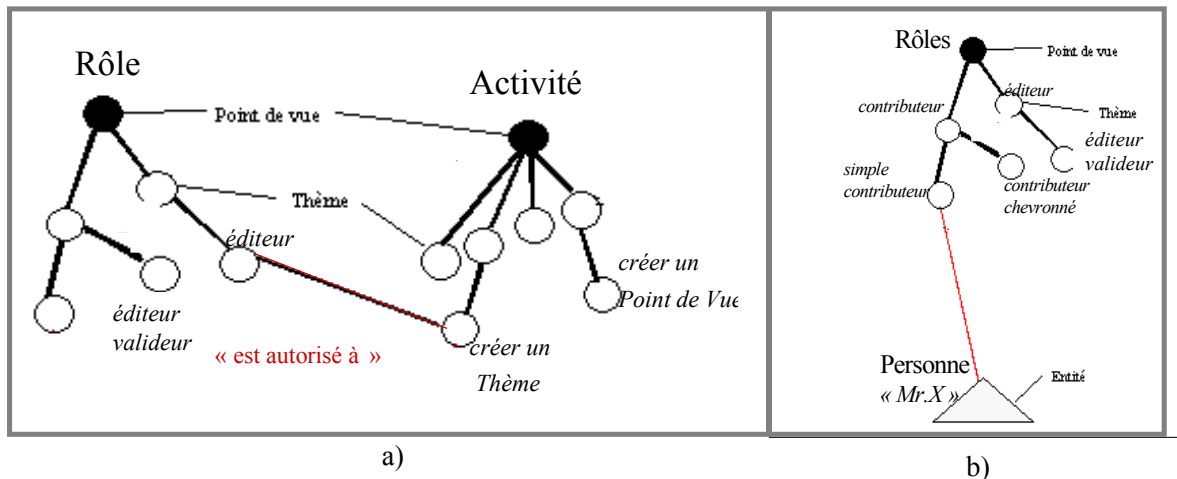 Rôle
Activité
Point de vue
Thème
éditeur
créer un
Point de Vue
éditeur
valideur
« est autorisé à »
créer un
Thème
a)
Rôles
Point de vue
éditeur
contributeur
Thème
éditeur
valideur
simple
contributeur
contributeur
chevronné
Personne
« Mr.X »
Entité
b)